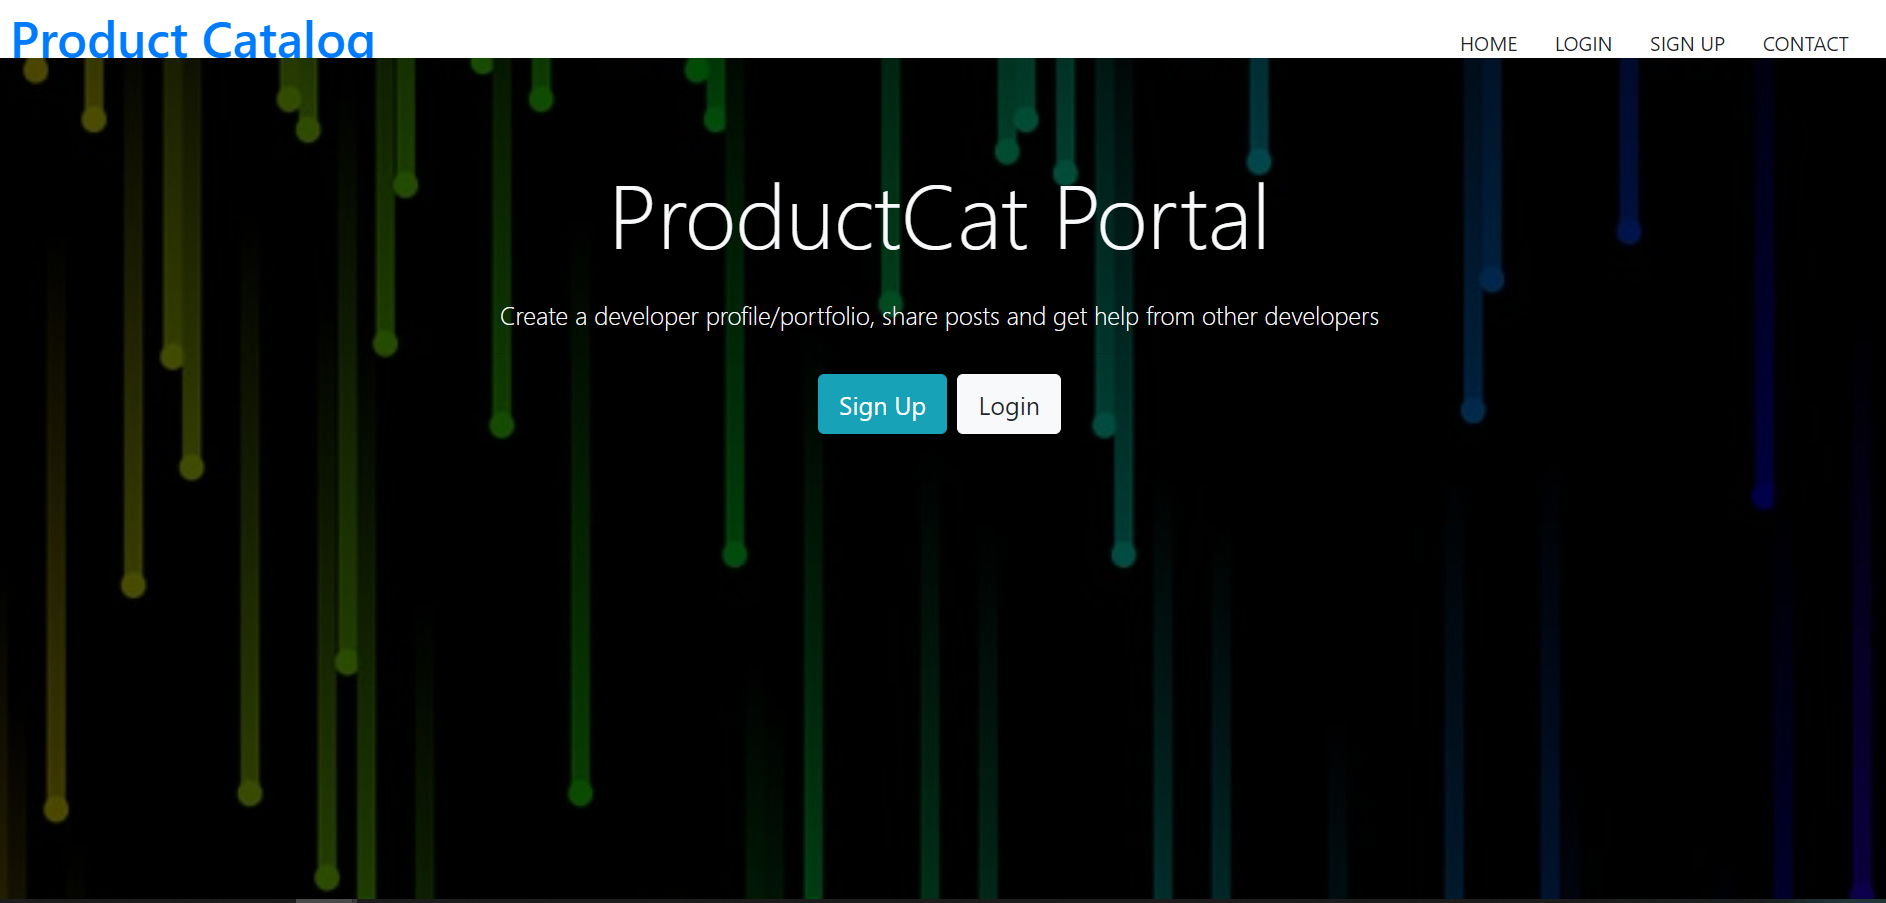 Product Catalog
HOME LOGIN SIGN UP CONTACT
ProductCat Portal
Create a developer profile/portfolio, share posts and get help from other developers
Sign Up Login